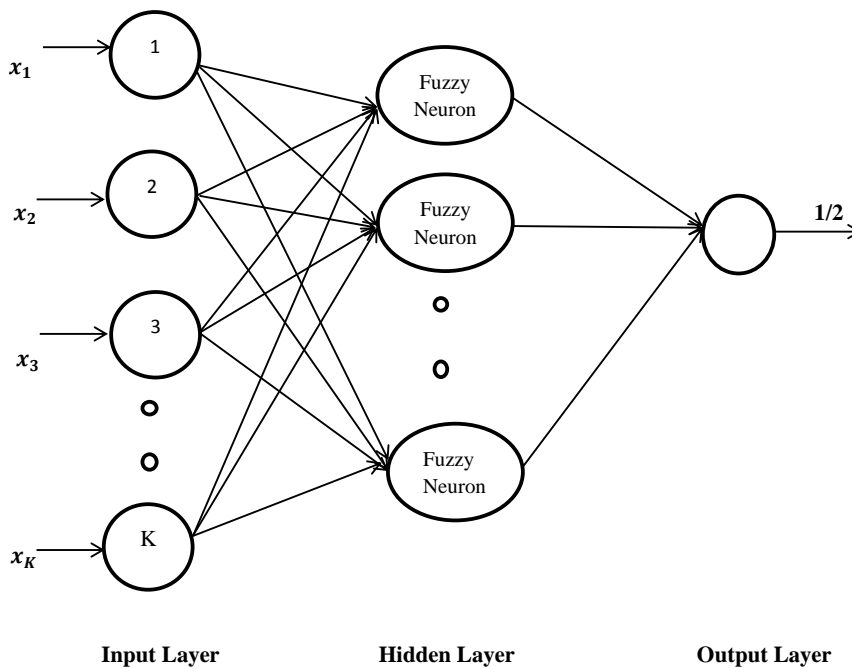 x1
1
x2
2
x3
3
xK
K
Fuzzy
Neuron
Fuzzy
Neuron
Fuzzy
Neuron
1/2
Input Layer
Hidden Layer
Output Layer